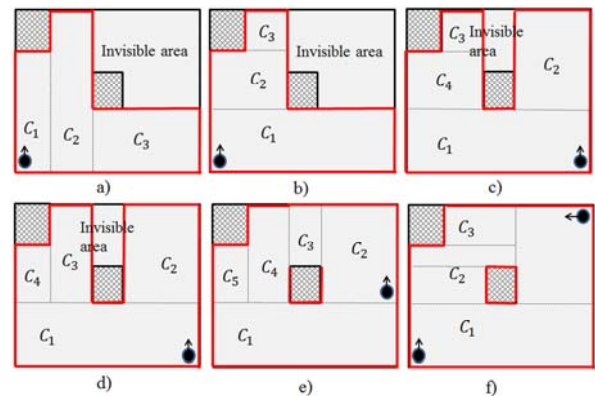 Invisible area
C₁
C₂
C₃
a)
C₃
Invisible area
C₂
C₁
b)
C₃
Invisible
area
C₂
C₄
C₁
c)
Invisible
area
C₄
C₃
C₂
C₁
d)
C₃
C₂
C₅
C₄
C₁
e)
C₃
C₂
C₁
f)